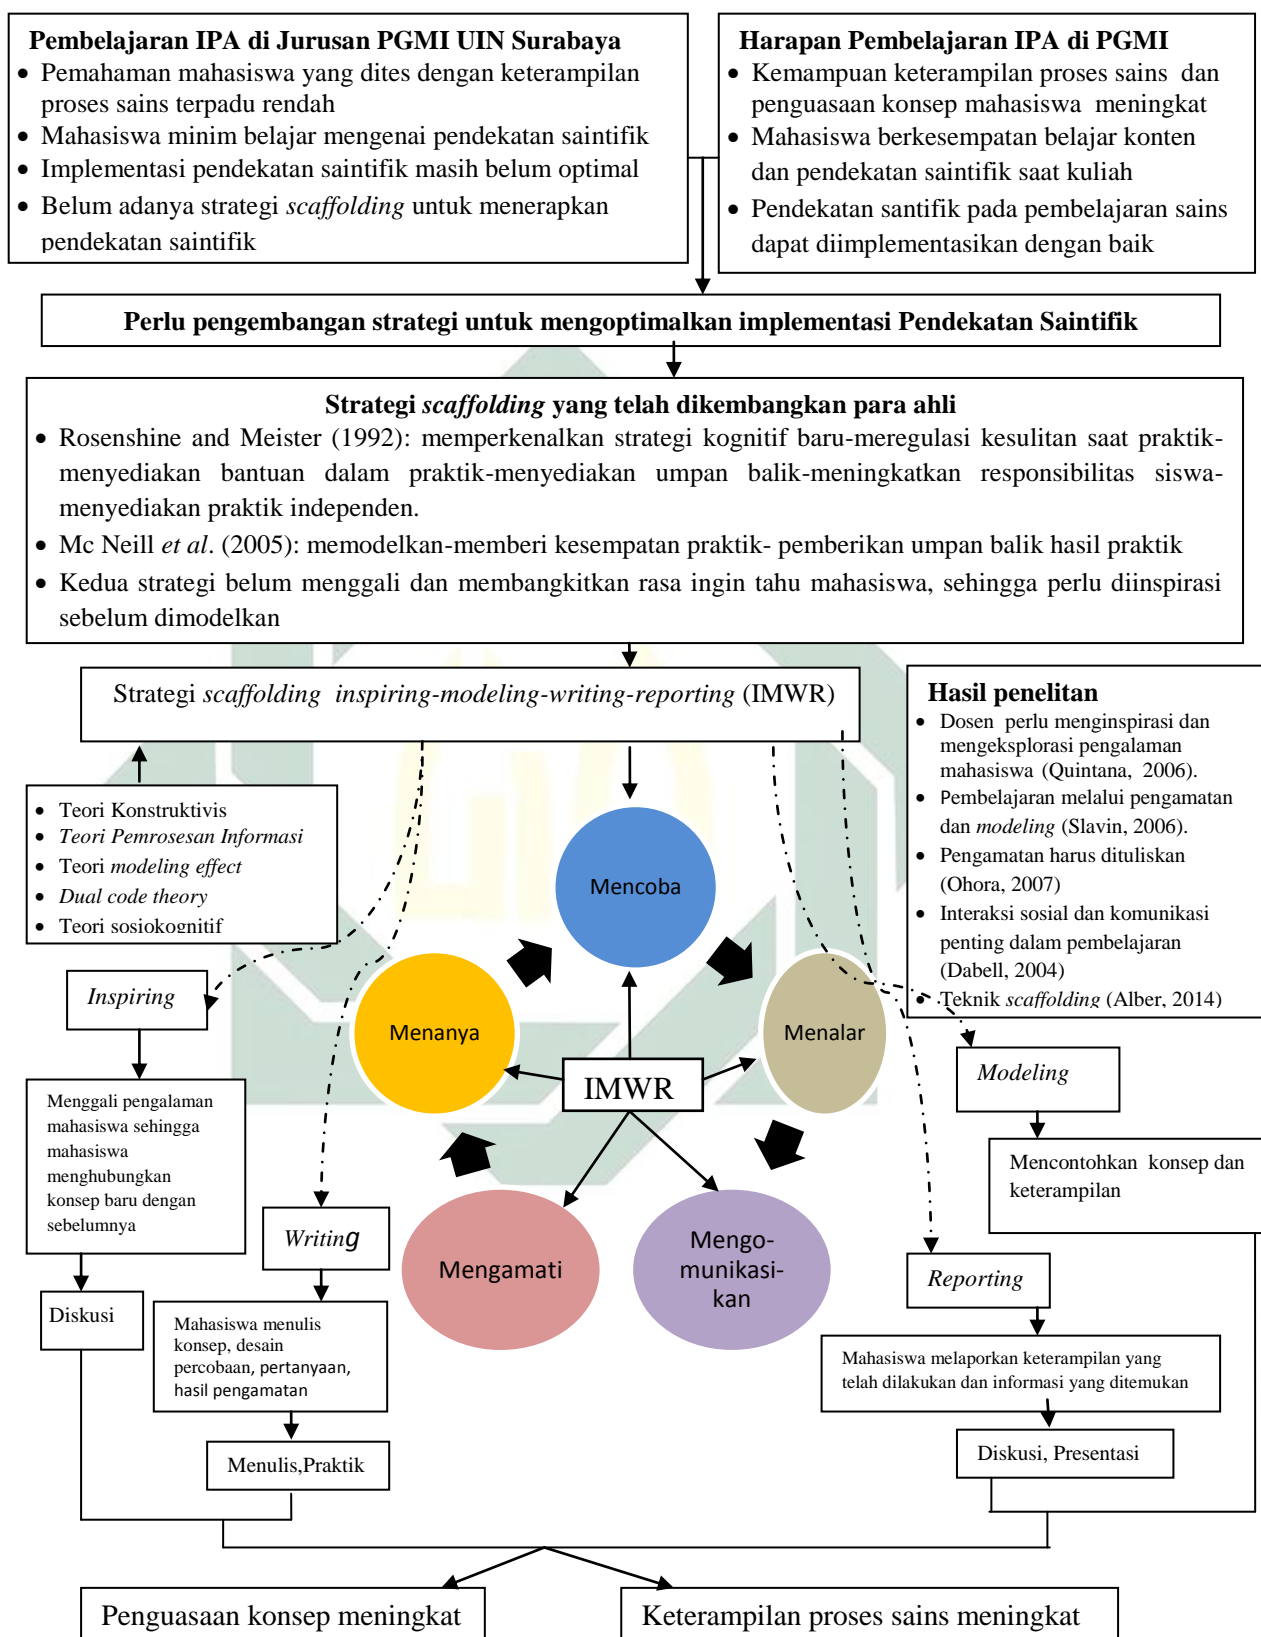 Pembelajaran IPA di Jurusan PGMI UIN Surabaya
• Pemahaman mahasiswa yang dites dengan keterampilan
proses sains terpadu rendah
• Mahasiswa minim belajar mengenai pendekatan saintifik
• Implementasi pendekatan saintifik masih belum optimal
• Belum adanya strategi scaffolding untuk menerapkan
pendekatan saintifik
Harapan Pembelajaran IPA di PGMI
• Kemampuan keterampilan proses sains dan
penguasaan konsep mahasiswa meningkat
• Mahasiswa berkesempatan belajar konten
dan pendekatan saintifik saat kuliah
• Pendekatan santifik pada pembelajaran sains
dapat diimplementasikan dengan baik
Perlu pengembangan strategi untuk mengoptimalkan implementasi Pendekatan Saintifik
Strategi scaffolding yang telah dikembangkan para ahli
• Rosenshine and Meister (1992): memperkenalkan strategi kognitif baru-meregulasi kesulitan saat praktik-
menyediakan bantuan dalam praktik-menyediakan umpan balik-meningkatkan responsibilitas siswa-
menyediakan praktik independen.
• Mc Neill et al. (2005): memodelkan-memberi kesempatan praktik- pemberikan umpan balik hasil praktik
• Kedua strategi belum menggali dan membangkitkan rasa ingin tahu mahasiswa, sehingga perlu diinspirasi
sebelum dimodelkan
Strategi scaffolding inspiring-modeling-writing-reporting (IMWR)
Hasil penelitan
• Dosen perlu menginspirasi dan
mengeksplorasi pengalaman
mahasiswa (Quintana, 2006).
• Pembelajaran melalui pengamatan
dan modeling (Slavin, 2006).
• Pengamatan harus dituliskan
(Ohora, 2007)
• Interaksi sosial dan komunikasi
penting dalam pembelajaran
(Dabell, 2004)
• Teknik scaffolding (Alber, 2014)
• Teori Konstruktivis
• Teori Pemrosesan Informasi
• Teori modeling effect
• Dual code theory
• Teori sosiokognitif
Mencoba
Menanya
Menalar
IMWR
Mengamati
Mengo-
munikasi-
kan
Inspiring
Menggali pengalaman
mahasiswa sehingga
mahasiswa
menghubungkan
konsep baru dengan
sebelumnya
Diskusi
Writing
Mahasiswa menulis
konsep, desain
percobaan, pertanyaan,
hasil pengamatan
Menulis,Praktik
Modeling
Mencontohkan konsep dan
keterampilan
Reporting
Mahasiswa melaporkan keterampilan yang
telah dilakukan dan informasi yang ditemukan
Diskusi, Presentasi
Penguasaan konsep meningkat
Keterampilan proses sains meningkat